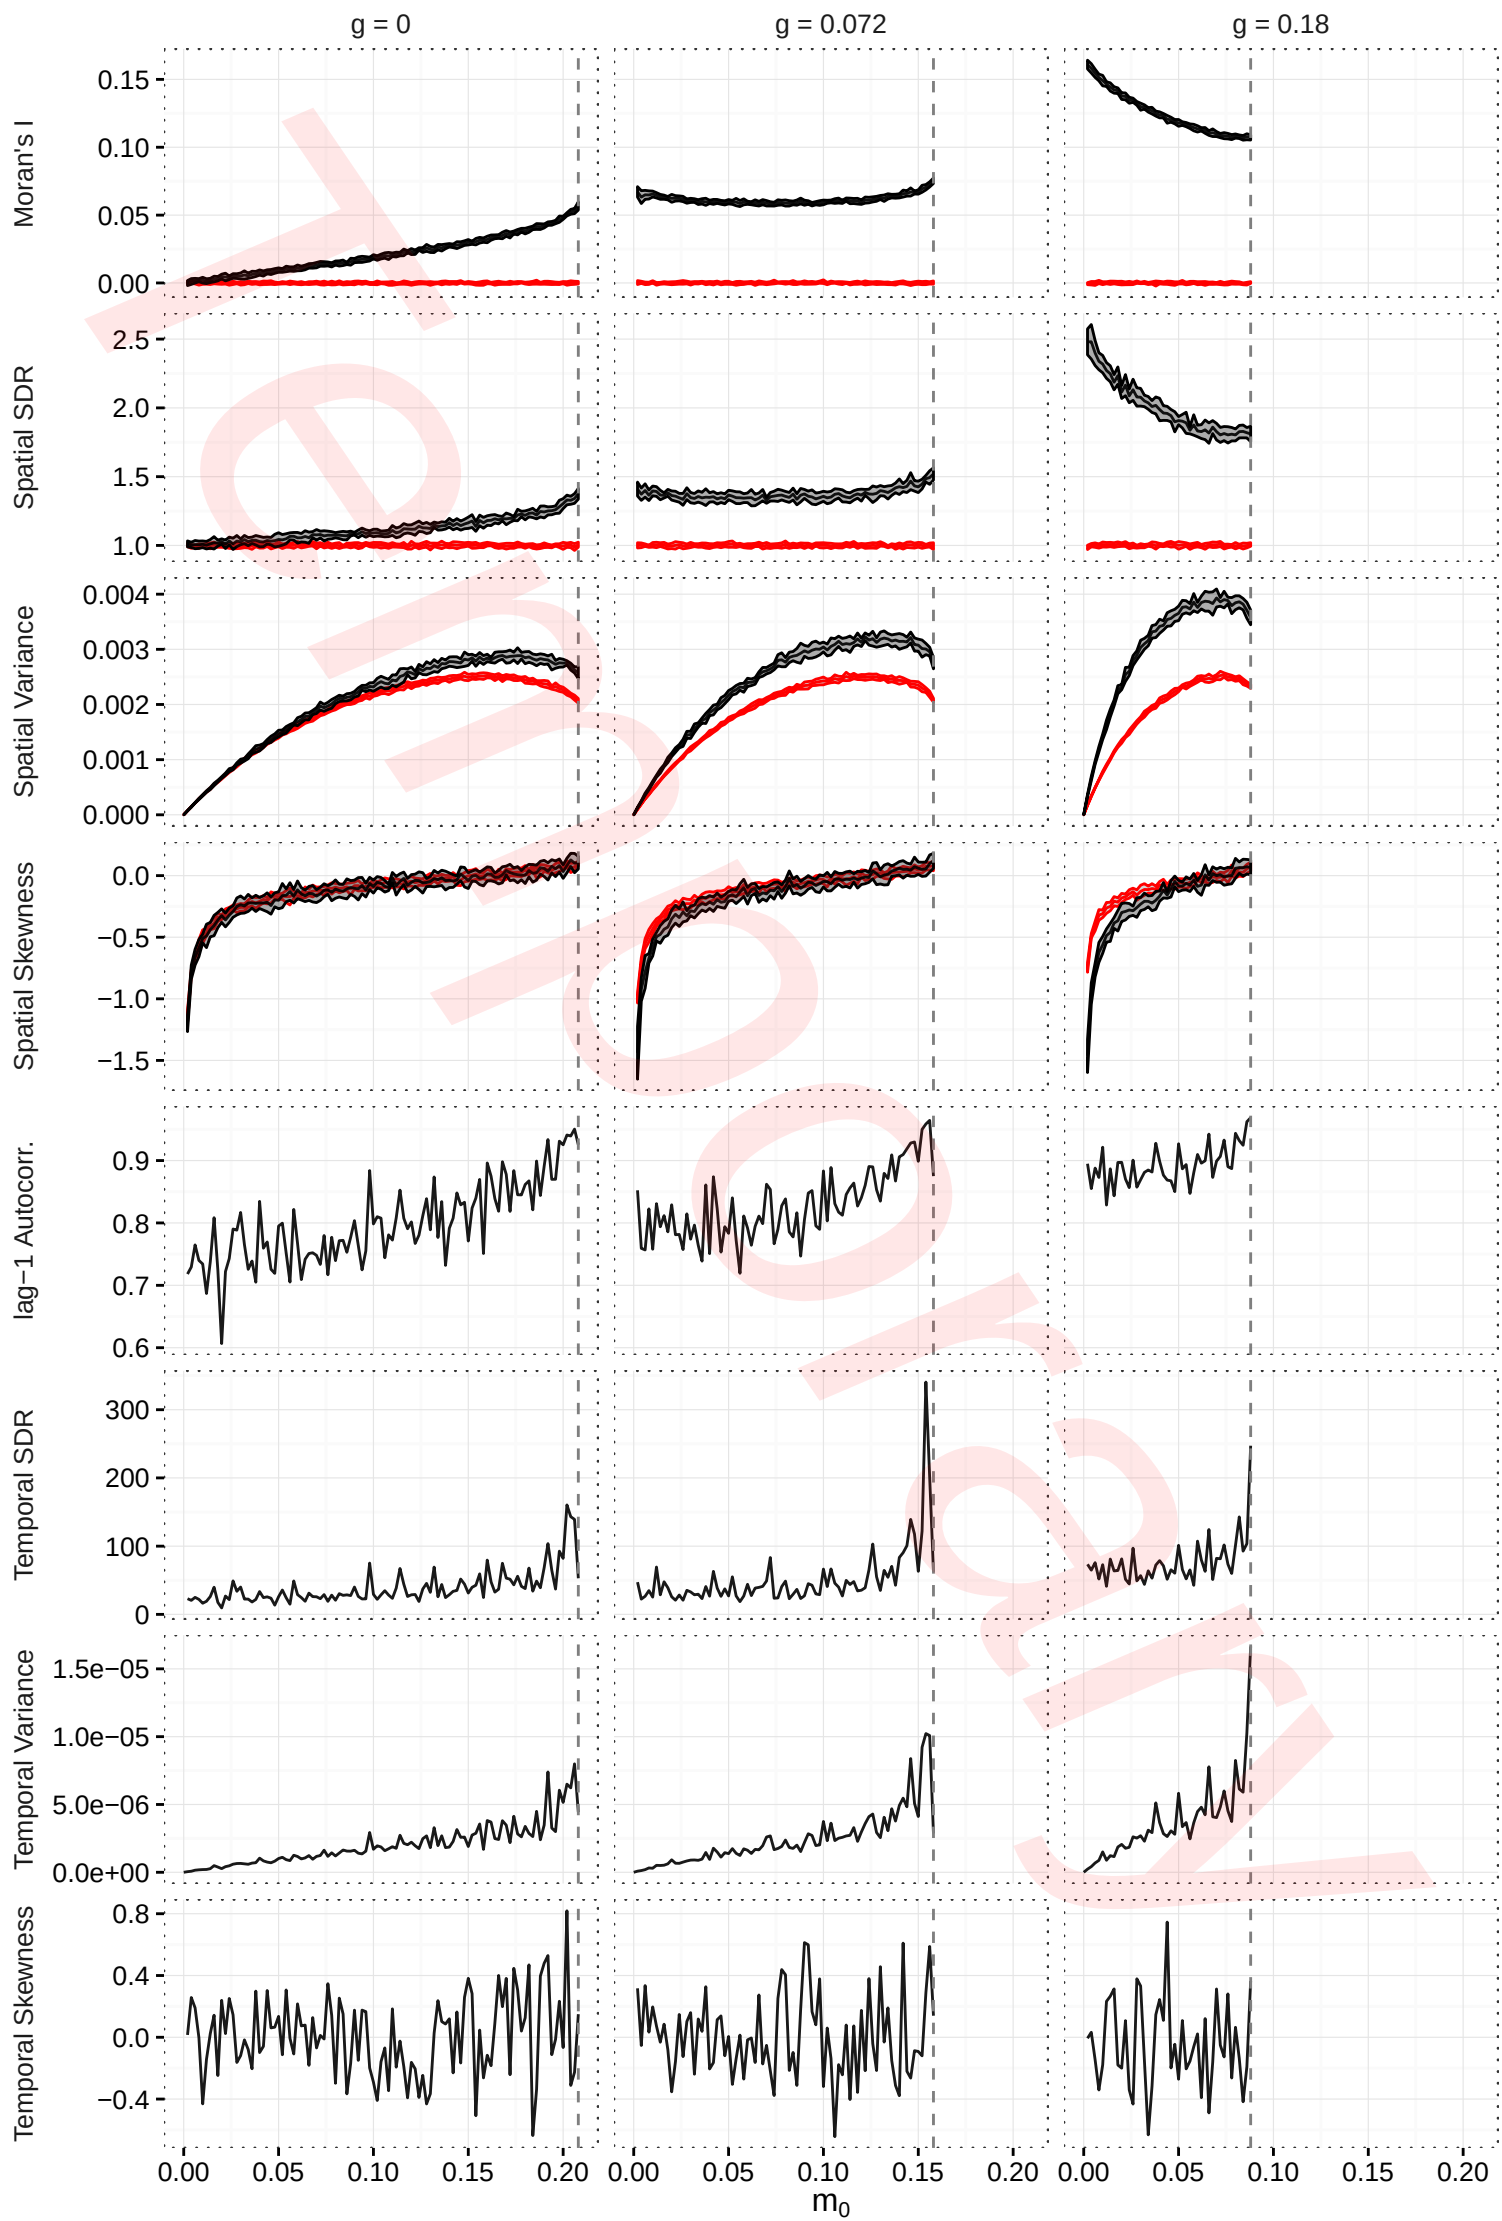 g = 0
g = 0.072
g = 0.18
Moran's I
0.15
0.10
0.05
0.00
Spatial SDR
2.5
2.0
1.5
1.0
Spatial Variance
0.004
0.003
0.002
0.001
0.000
Spatial Skewness
0.0
−0.5
−1.0
−1.5
lag−1 Autocorr.
0.9
0.8
0.7
0.6
Temporal SDR
300
200
100
0
Temporal Variance
1.5e−05
1.0e−05
5.0e−06
0.0e+00
Temporal Skewness
0.8
0.4
0.0
−0.4
0.00 0.05 0.10 0.15 0.20
0.00 0.05 0.10 0.15 0.20
0.00 0.05 0.10 0.15 0.20
m₀
Temporary